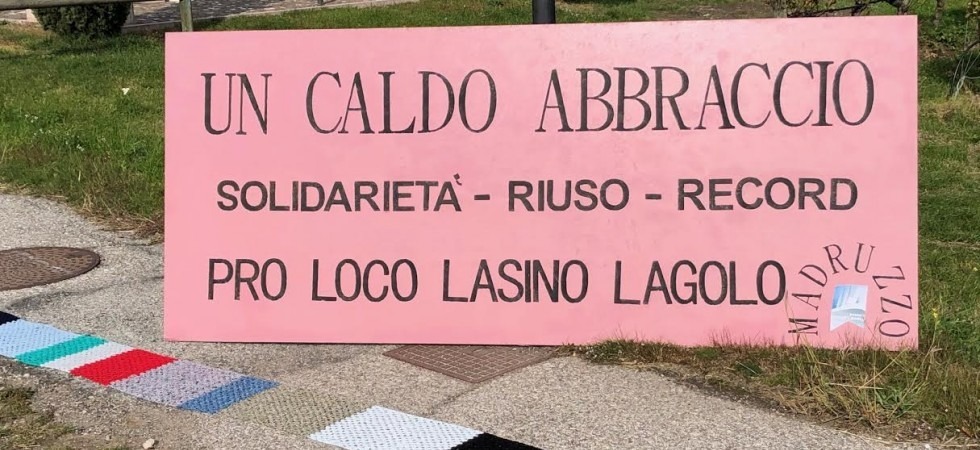 UN CALDO ABBRACCIO
SOLIDARIETÀ - RIUSO - RECORD
PRO LOCO LASINO LAGOLO
MADRUZZO